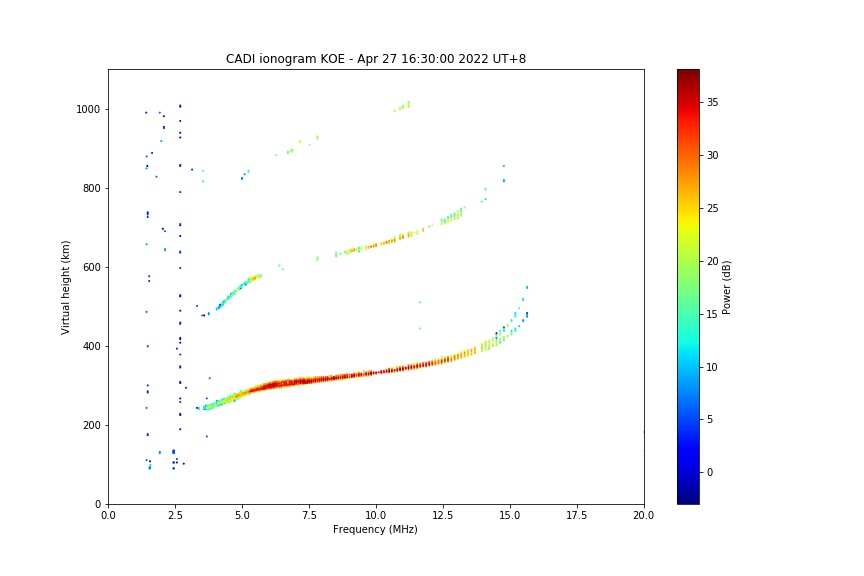 CADI ionogram KOE - Apr 27 16:30:00 2022 UT+8
1000
800
600
400
200
0
Virtual height (km)
0.0 2.5 5.0 7.5 10.0 12.5 15.0 17.5 20.0
Frequency (MHz)
35
30
25
20
15
10
5
0
Power (dB)